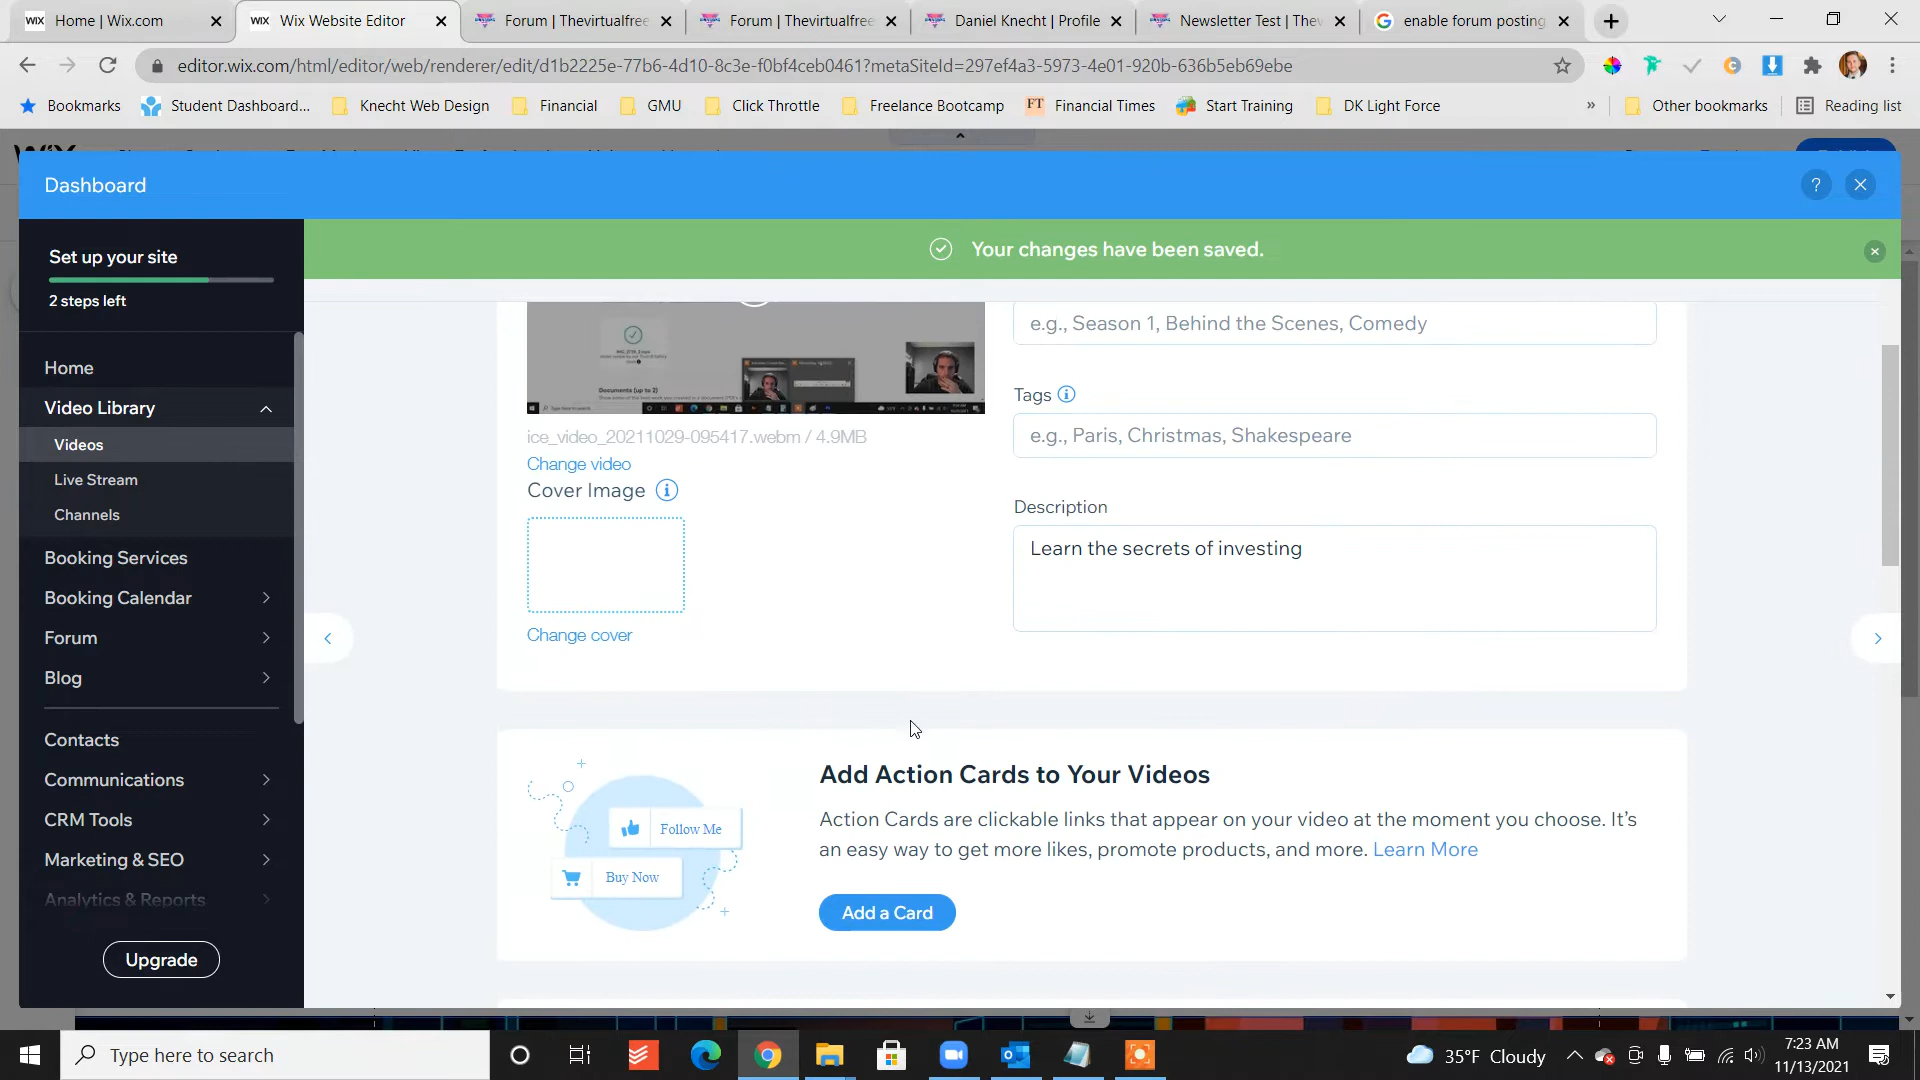 Home | Wix.com
Wix Website Editor
Forum | Thevirtualfree
Forum | Thevirtualfree
Daniel Knecht | Profile
Newsletter Test | Thev
enable forum posting
editor.wix.com/html/editor/web/renderer/edit/d1b2225e-77b6-4d10-8c3e-f0bf4ceb0461?metaSiteId=297ef4a3-5973-4e01-920b-636b5eb69ebe
Bookmarks
Student Dashboard...
Knecht Web Design
Financial
GMU
Click Throttle
Freelance Bootcamp
FT Financial Times
Start Training
DK Light Force
»
Other bookmarks
Reading list
Dashboard
?
Set up your site
2 steps left
Your changes have been saved.
Home
Video Library
Videos
Live Stream
Channels
Booking Services
Booking Calendar
Forum
Blog
Contacts
Communications
CRM Tools
Marketing & SEO
Analytics & Reports
Upgrade
Documents (up to 2)
ice_video_20211029-095417.webm / 4.9MB
Change video
Cover Image
Change cover
e.g., Season 1, Behind the Scenes, Comedy
Tags
e.g., Paris, Christmas, Shakespeare
Description
Learn the secrets of investing
Follow Me
Buy Now
Add Action Cards to Your Videos
Action Cards are clickable links that appear on your video at the moment you choose. It's
an easy way to get more likes, promote products, and more. Learn More
Add a Card
Type here to search
35°F Cloudy
7:23 AM
11/13/2021